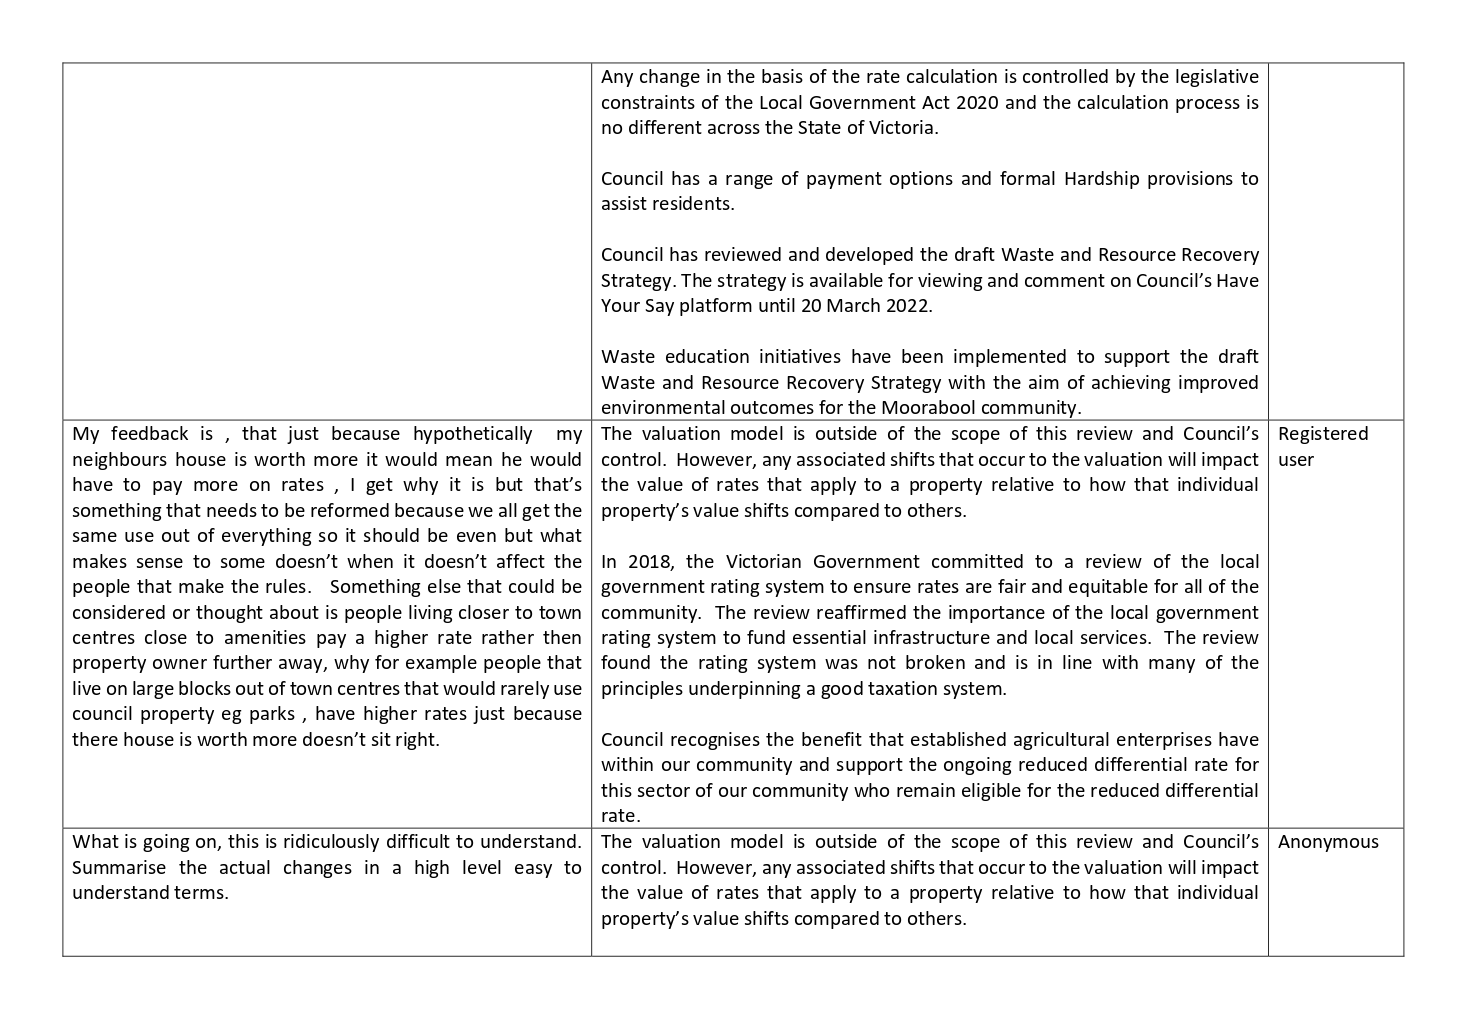 Any change in the basis of the rate calculation is controlled by the legislative
constraints of the Local Government Act 2020 and the calculation process is
no different across the State of Victoria.
Council has a range of payment options and formal Hardship provisions to
assist residents.
Council has reviewed and developed the draft Waste and Resource Recovery
Strategy. The strategy is available for viewing and comment on Council’s Have
Your Say platform until 20 March 2022.
Waste education initiatives have been implemented to support the draft
Waste and Resource Recovery Strategy with the aim of achieving improved
environmental outcomes for the Moorabool community.
My feedback is , that just because hypothetically my
neighbours house is worth more it would mean he would
have to pay more on rates , I get why it is but that’s
something that needs to be reformed because we all get the
same use out of everything so it should be even but what
makes sense to some doesn’t when it doesn’t affect the
people that make the rules. Something else that could be
considered or thought about is people living closer to town
centres close to amenities pay a higher rate rather then
property owner further away, why for example people that
live on large blocks out of town centres that would rarely use
council property eg parks , have higher rates just because
there house is worth more doesn’t sit right.
The valuation model is outside of the scope of this review and Council’s
control. However, any associated shifts that occur to the valuation will impact
the value of rates that apply to a property relative to how that individual
property’s value shifts compared to others.
In 2018, the Victorian Government committed to a review of the local
government rating system to ensure rates are fair and equitable for all of the
community. The review reaffirmed the importance of the local government
rating system to fund essential infrastructure and local services. The review
found the rating system was not broken and is in line with many of the
principles underpinning a good taxation system.
Council recognises the benefit that established agricultural enterprises have
within our community and support the ongoing reduced differential rate for
this sector of our community who remain eligible for the reduced differential
rate.
Registered
user
What is going on, this is ridiculously difficult to understand.
Summarise the actual changes in a high level easy to
understand terms.
The valuation model is outside of the scope of this review and Council’s
control. However, any associated shifts that occur to the valuation will impact
the value of rates that apply to a property relative to how that individual
property’s value shifts compared to others.
Anonymous